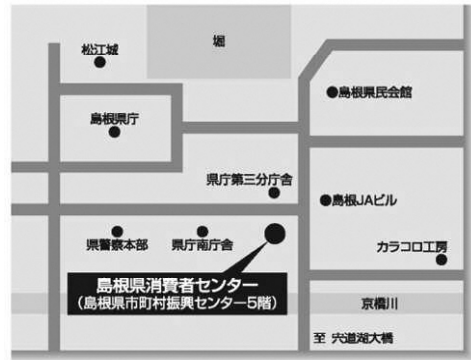 堀
松江城
●島根県民会館
島根県庁
県庁第三分庁舎
●島根JAビル
県警察本部
県庁南庁舎
カラコロ工房
島根県消費者センター
(島根県市町村振興センター5階)
京橋川
至 宍道湖大橋